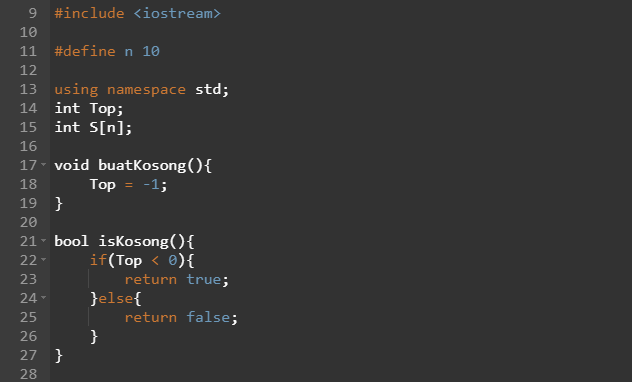 9 #include <iostream>
10
11 #define n 10
12
13 using namespace std;
14 int Top;
15 int S[n];
16
17 void buatKosong(){
18     Top = -1;
19 }
20
21 bool isKosong(){
22     if(Top < 0){
23         return true;
24     }else{
25         return false;
26     }
27 }
28